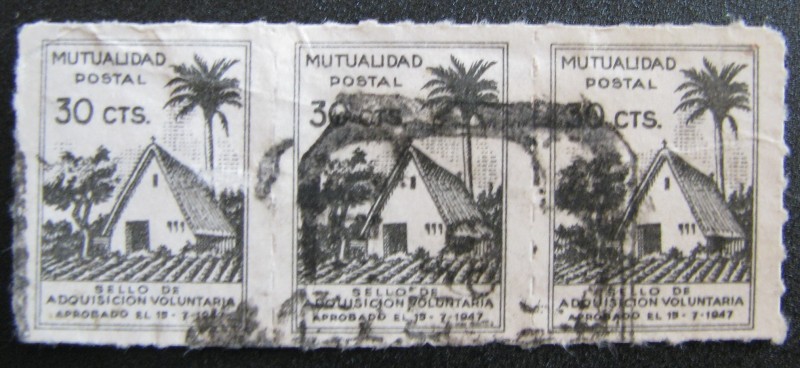 MUTUALIDAD
POSTAL
30 CTS.
SELLO DE
ADQUISICION VOLUNTARIA
APROBADO EL 15-7-1947
MUTUALIDAD
POSTAL
30 CTS.
SELLO DE
ADQUISICION VOLUNTARIA
APROBADO EL 15-7-1947
MUTUALIDAD
POSTAL
30 CTS.
SELLO DE
ADQUISICION VOLUNTARIA
APROBADO EL 15-7-1947